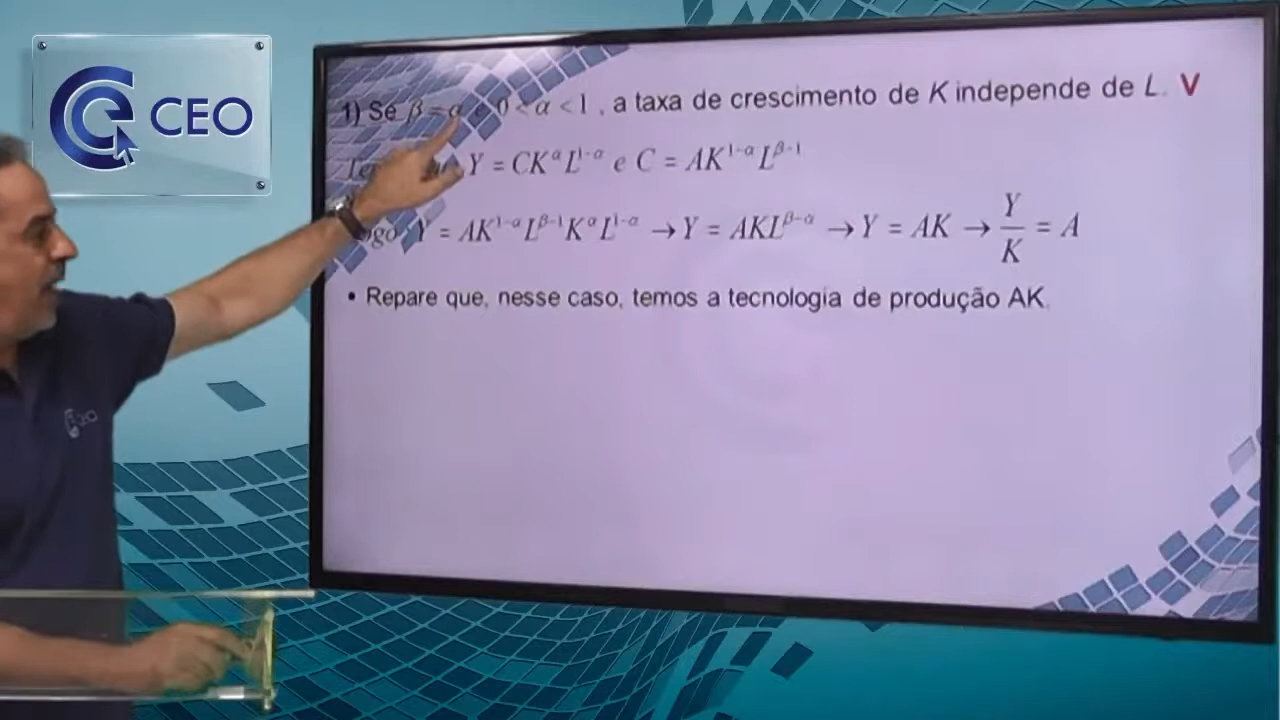 CEO
1) Se β = α e 0 < α < 1 , a taxa de crescimento de K independe de L. V
Y = CK^α L^{1-α} e C = AK^{1-α} L^{β-1}
Y = AK^{1-α} L^{β-1} K^α L^{1-α} → Y = AKL^{β-α} → Y = AK → Y/K = A
• Repare que, nesse caso, temos a tecnologia de produção AK.